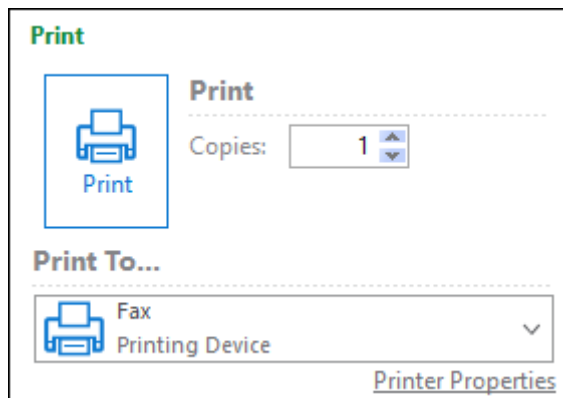 Print
Print
Print
Copies: 1
Print To...
Fax
Printing Device
Printer Properties